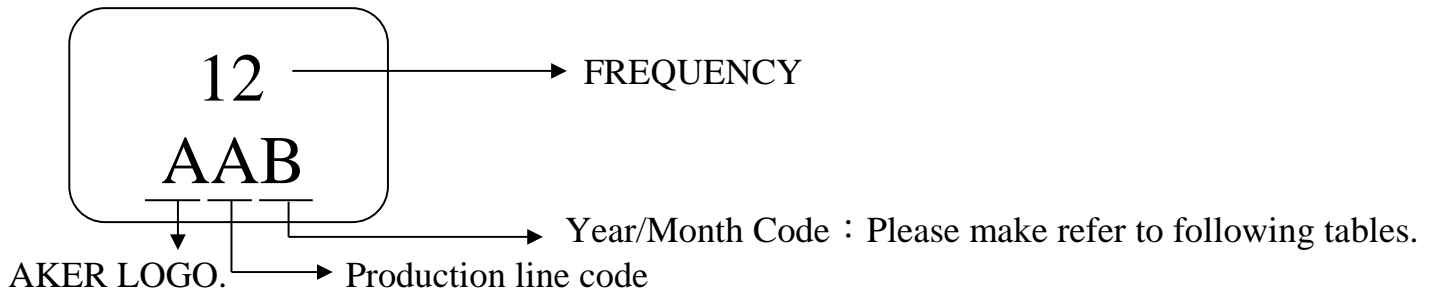 12 FREQUENCY
AAB
Year/Month Code：Please make refer to following tables.
AKER LOGO. Production line code